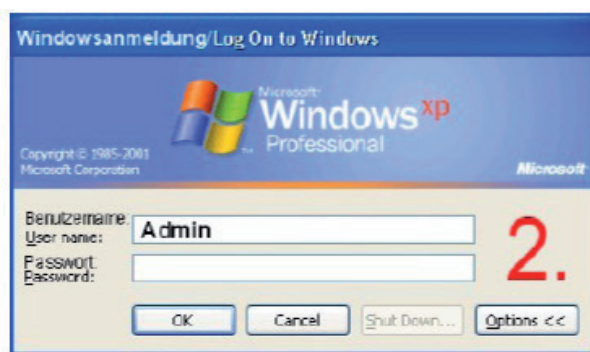 Windowsanmeldung/Log On to Windows
Microsoft
Windows xp
Professional
Copyright © 1985-2001
Microsoft Corporation
Microsoft
Benutzername:
User name:
Admin
2.
Passwort
Password:
OK Cancel Shut Down... Options <<